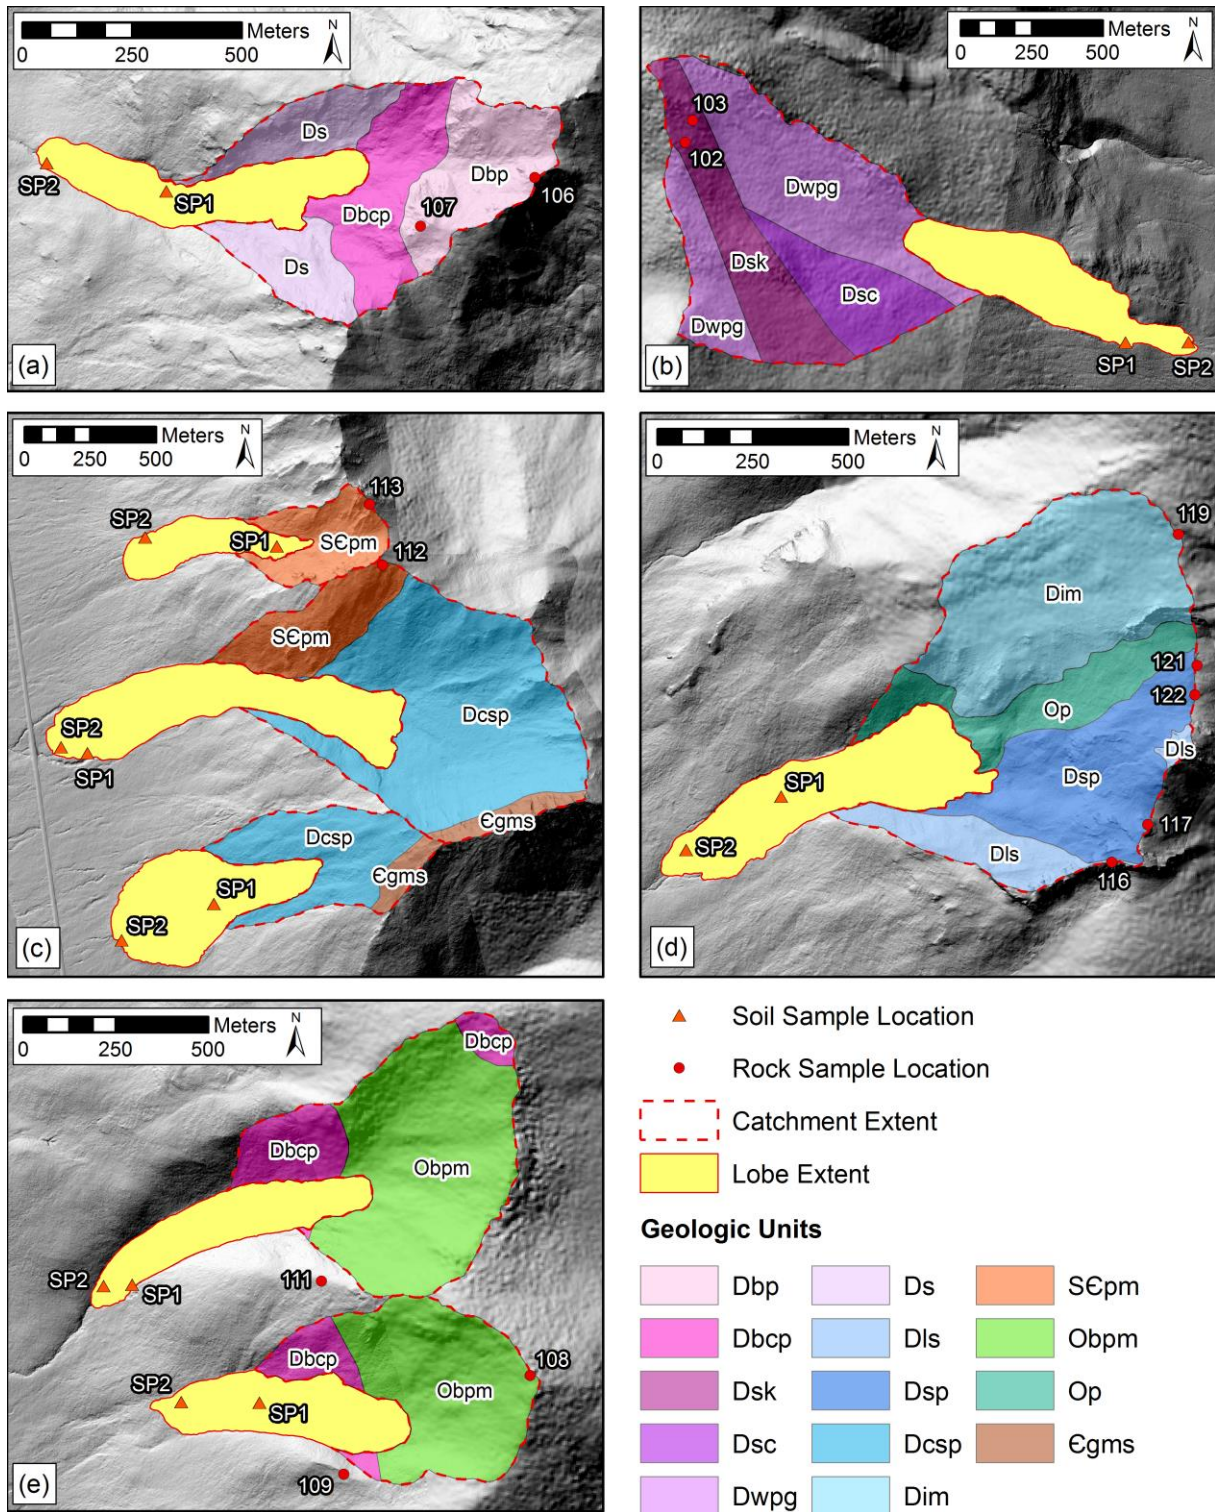 Meters
N
0 250 500
Ds
SP2
SP1
Dbp
106
107
Dbcp
Ds
(a)
Meters
N
0 250 500
103
102
Dwpg
Dsk
Dsc
Dwpg
SP1
SP2
(b)
Meters
N
0 250 500
113
SP2
SP1
SЄpm
112
SЄpm
Dcsp
SP2
SP1
Єgms
Dcsp
Єgms
SP1
SP2
(c)
Meters
N
0 250 500
119
Dim
121
122
Op
Dls
Dsp
SP1
117
SP2
Dls
116
(d)
Meters
N
0 250 500
Dbcp
Dbcp
Obpm
SP2
SP1
111
Dbcp
108
SP2
SP1
Obpm
109
(e)
Soil Sample Location
Rock Sample Location
Catchment Extent
Lobe Extent
Geologic Units
Dbp Ds SЄpm
Dbcp Dls Obpm
Dsk Dsp Op
Dsc Dcsp Єgms
Dwpg Dim